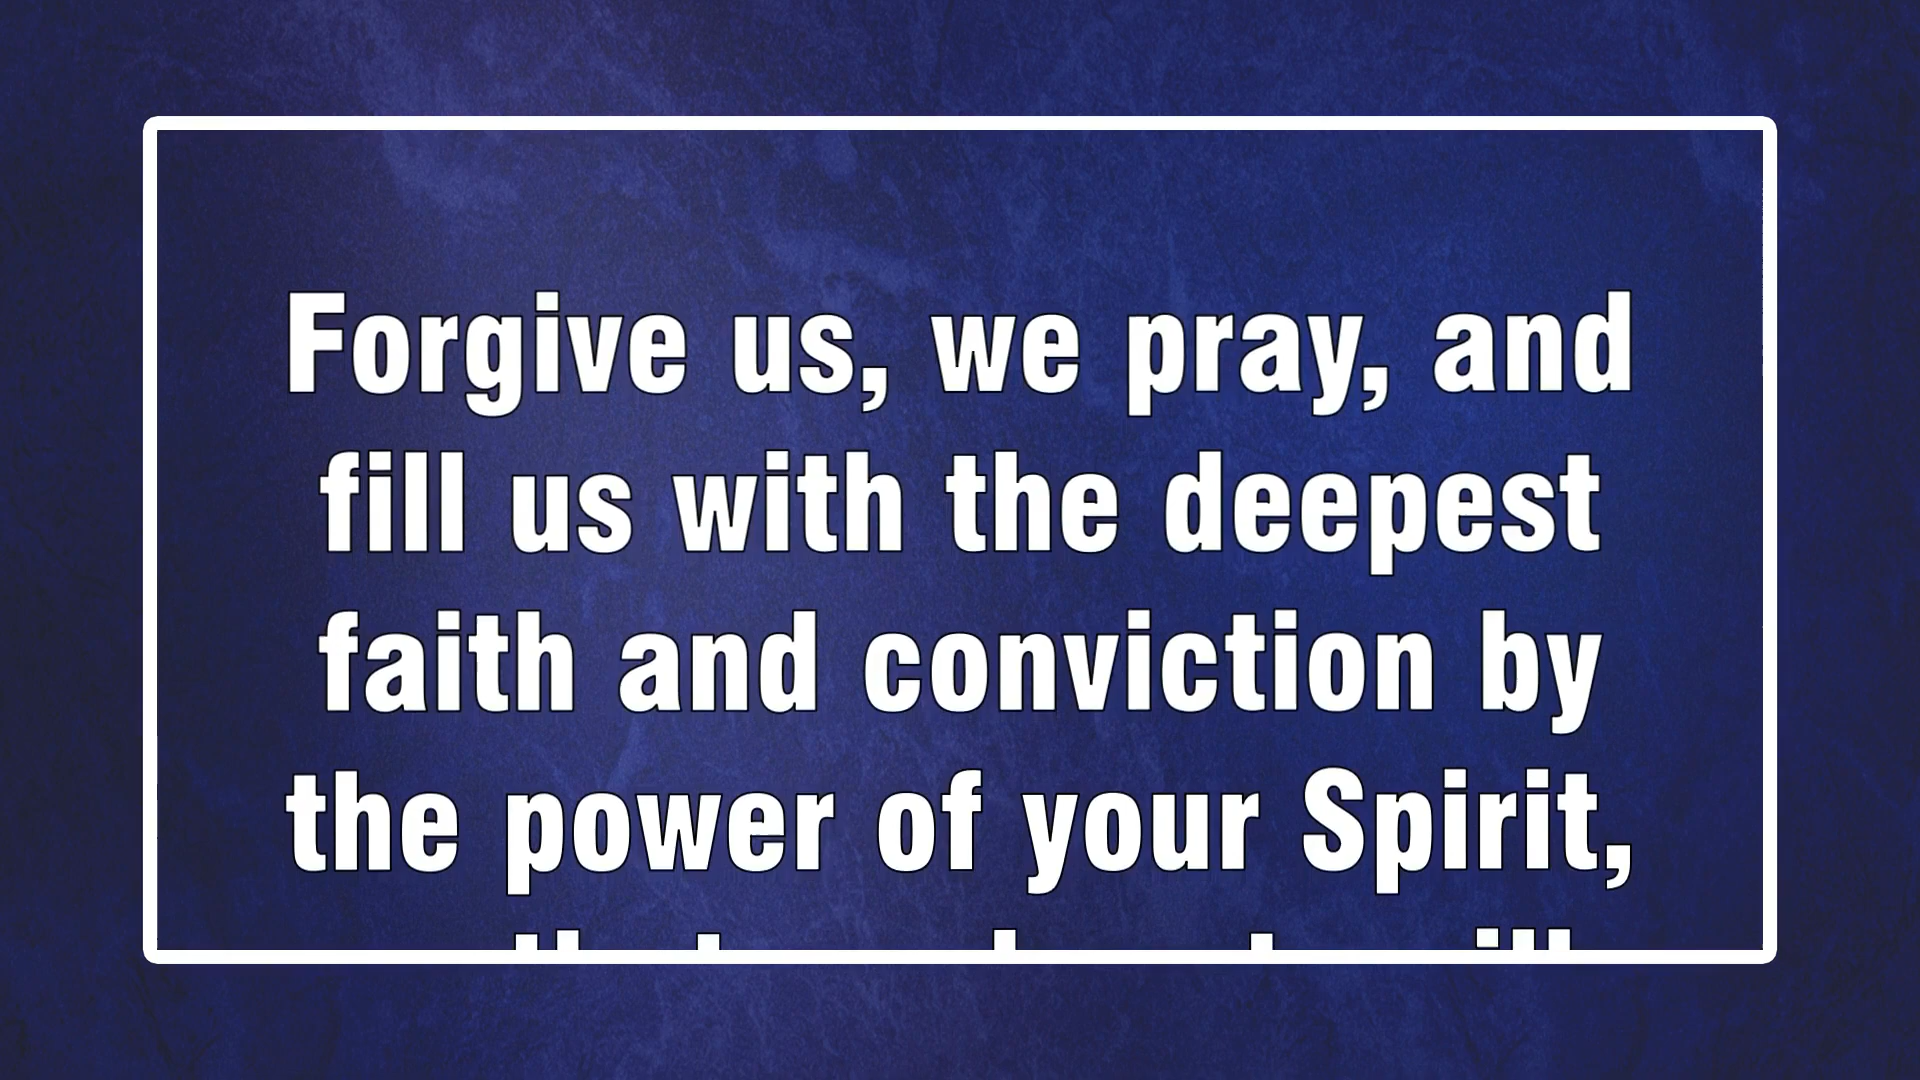 Forgive us, we pray, and
fill us with the deepest
faith and conviction by
the power of your Spirit,